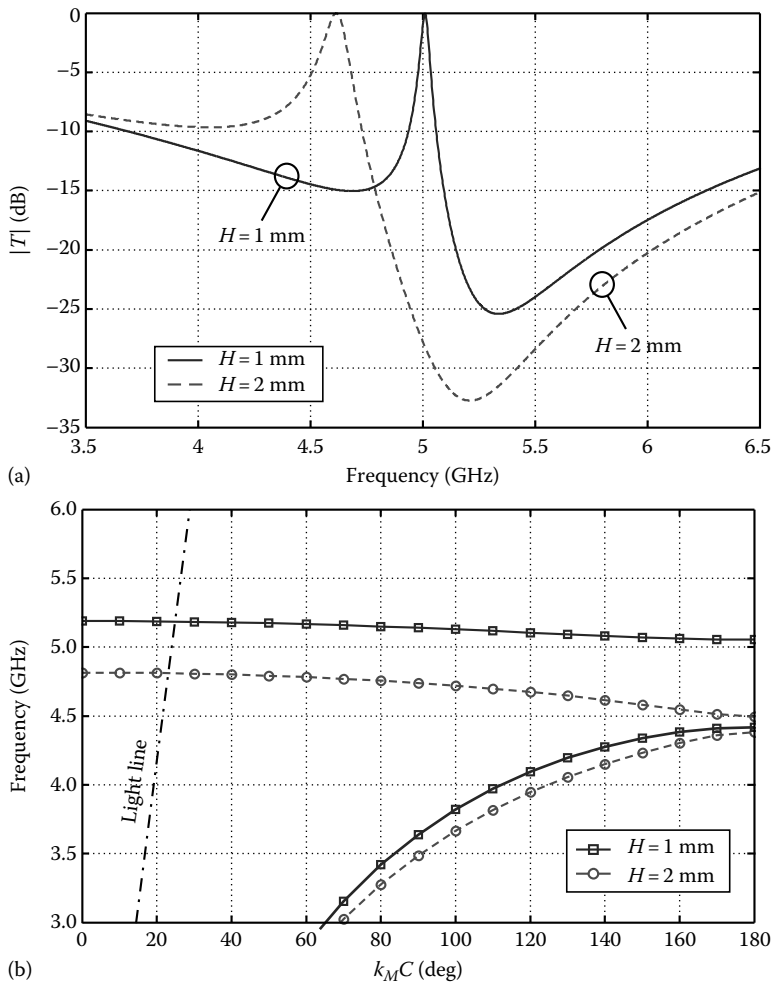 0
−5
−10
−15
−20
−25
−30
−35
|T| (dB)
H = 1 mm
H = 2 mm
H = 1 mm
H = 2 mm
3.5 4 4.5 5 5.5 6 6.5
(a) Frequency (GHz)
6.0
5.5
5.0
4.5
4.0
3.5
3.0
Frequency (GHz)
Light line
H = 1 mm
H = 2 mm
0 20 40 60 80 100 120 140 160 180
(b) k_M C (deg)